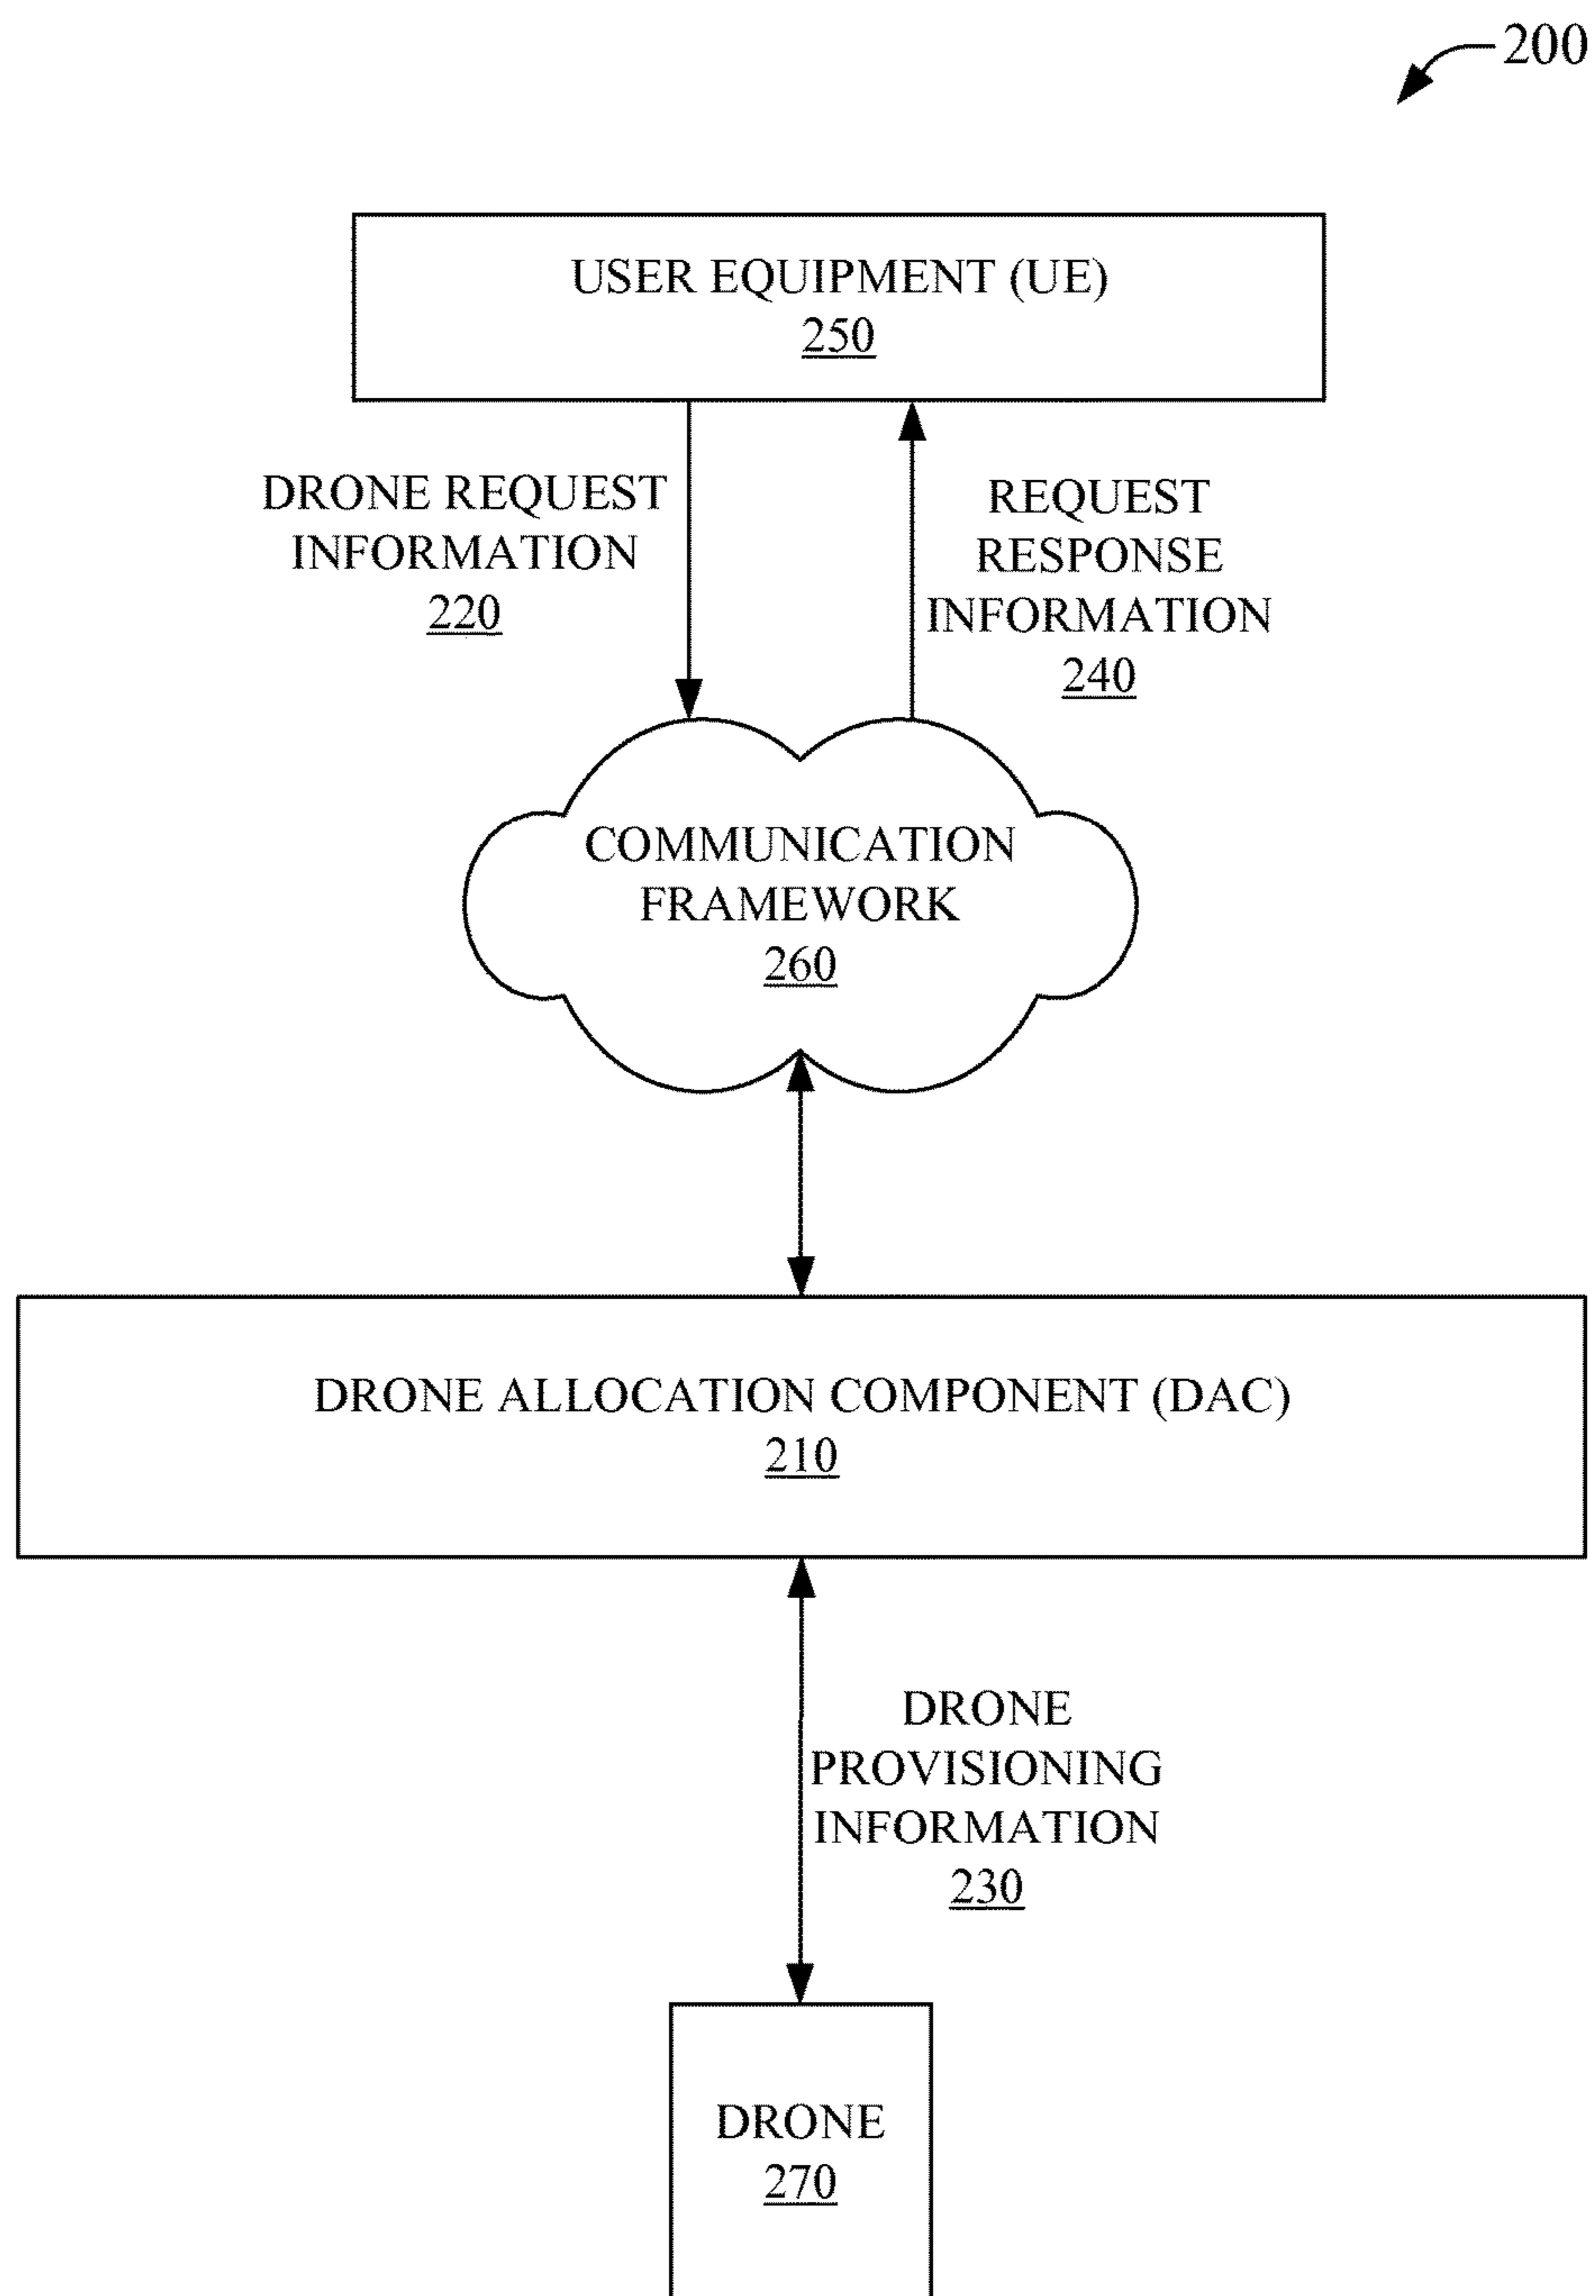 200
USER EQUIPMENT (UE)
250
DRONE REQUEST
INFORMATION
220
REQUEST
RESPONSE
INFORMATION
240
COMMUNICATION
FRAMEWORK
260
DRONE ALLOCATION COMPONENT (DAC)
210
DRONE
PROVISIONING
INFORMATION
230
DRONE
270